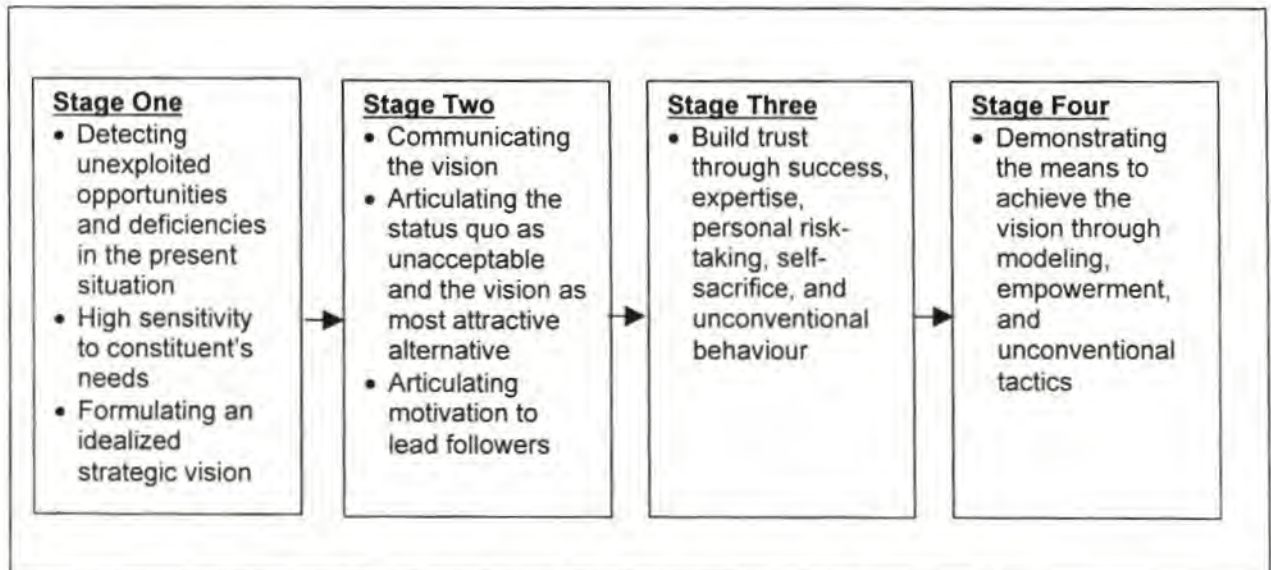 Stage One
• Detecting
unexploited
opportunities
and deficiencies
in the present
situation
• High sensitivity
to constituent's
needs
• Formulating an
idealized
strategic vision
Stage Two
• Communicating
the vision
• Articulating the
status quo as
unacceptable
and the vision as
most attractive
alternative
• Articulating
motivation to
lead followers
Stage Three
• Build trust
through success,
expertise,
personal risk-
taking, self-
sacrifice, and
unconventional
behaviour
Stage Four
• Demonstrating
the means to
achieve the
vision through
modeling,
empowerment,
and
unconventional
tactics